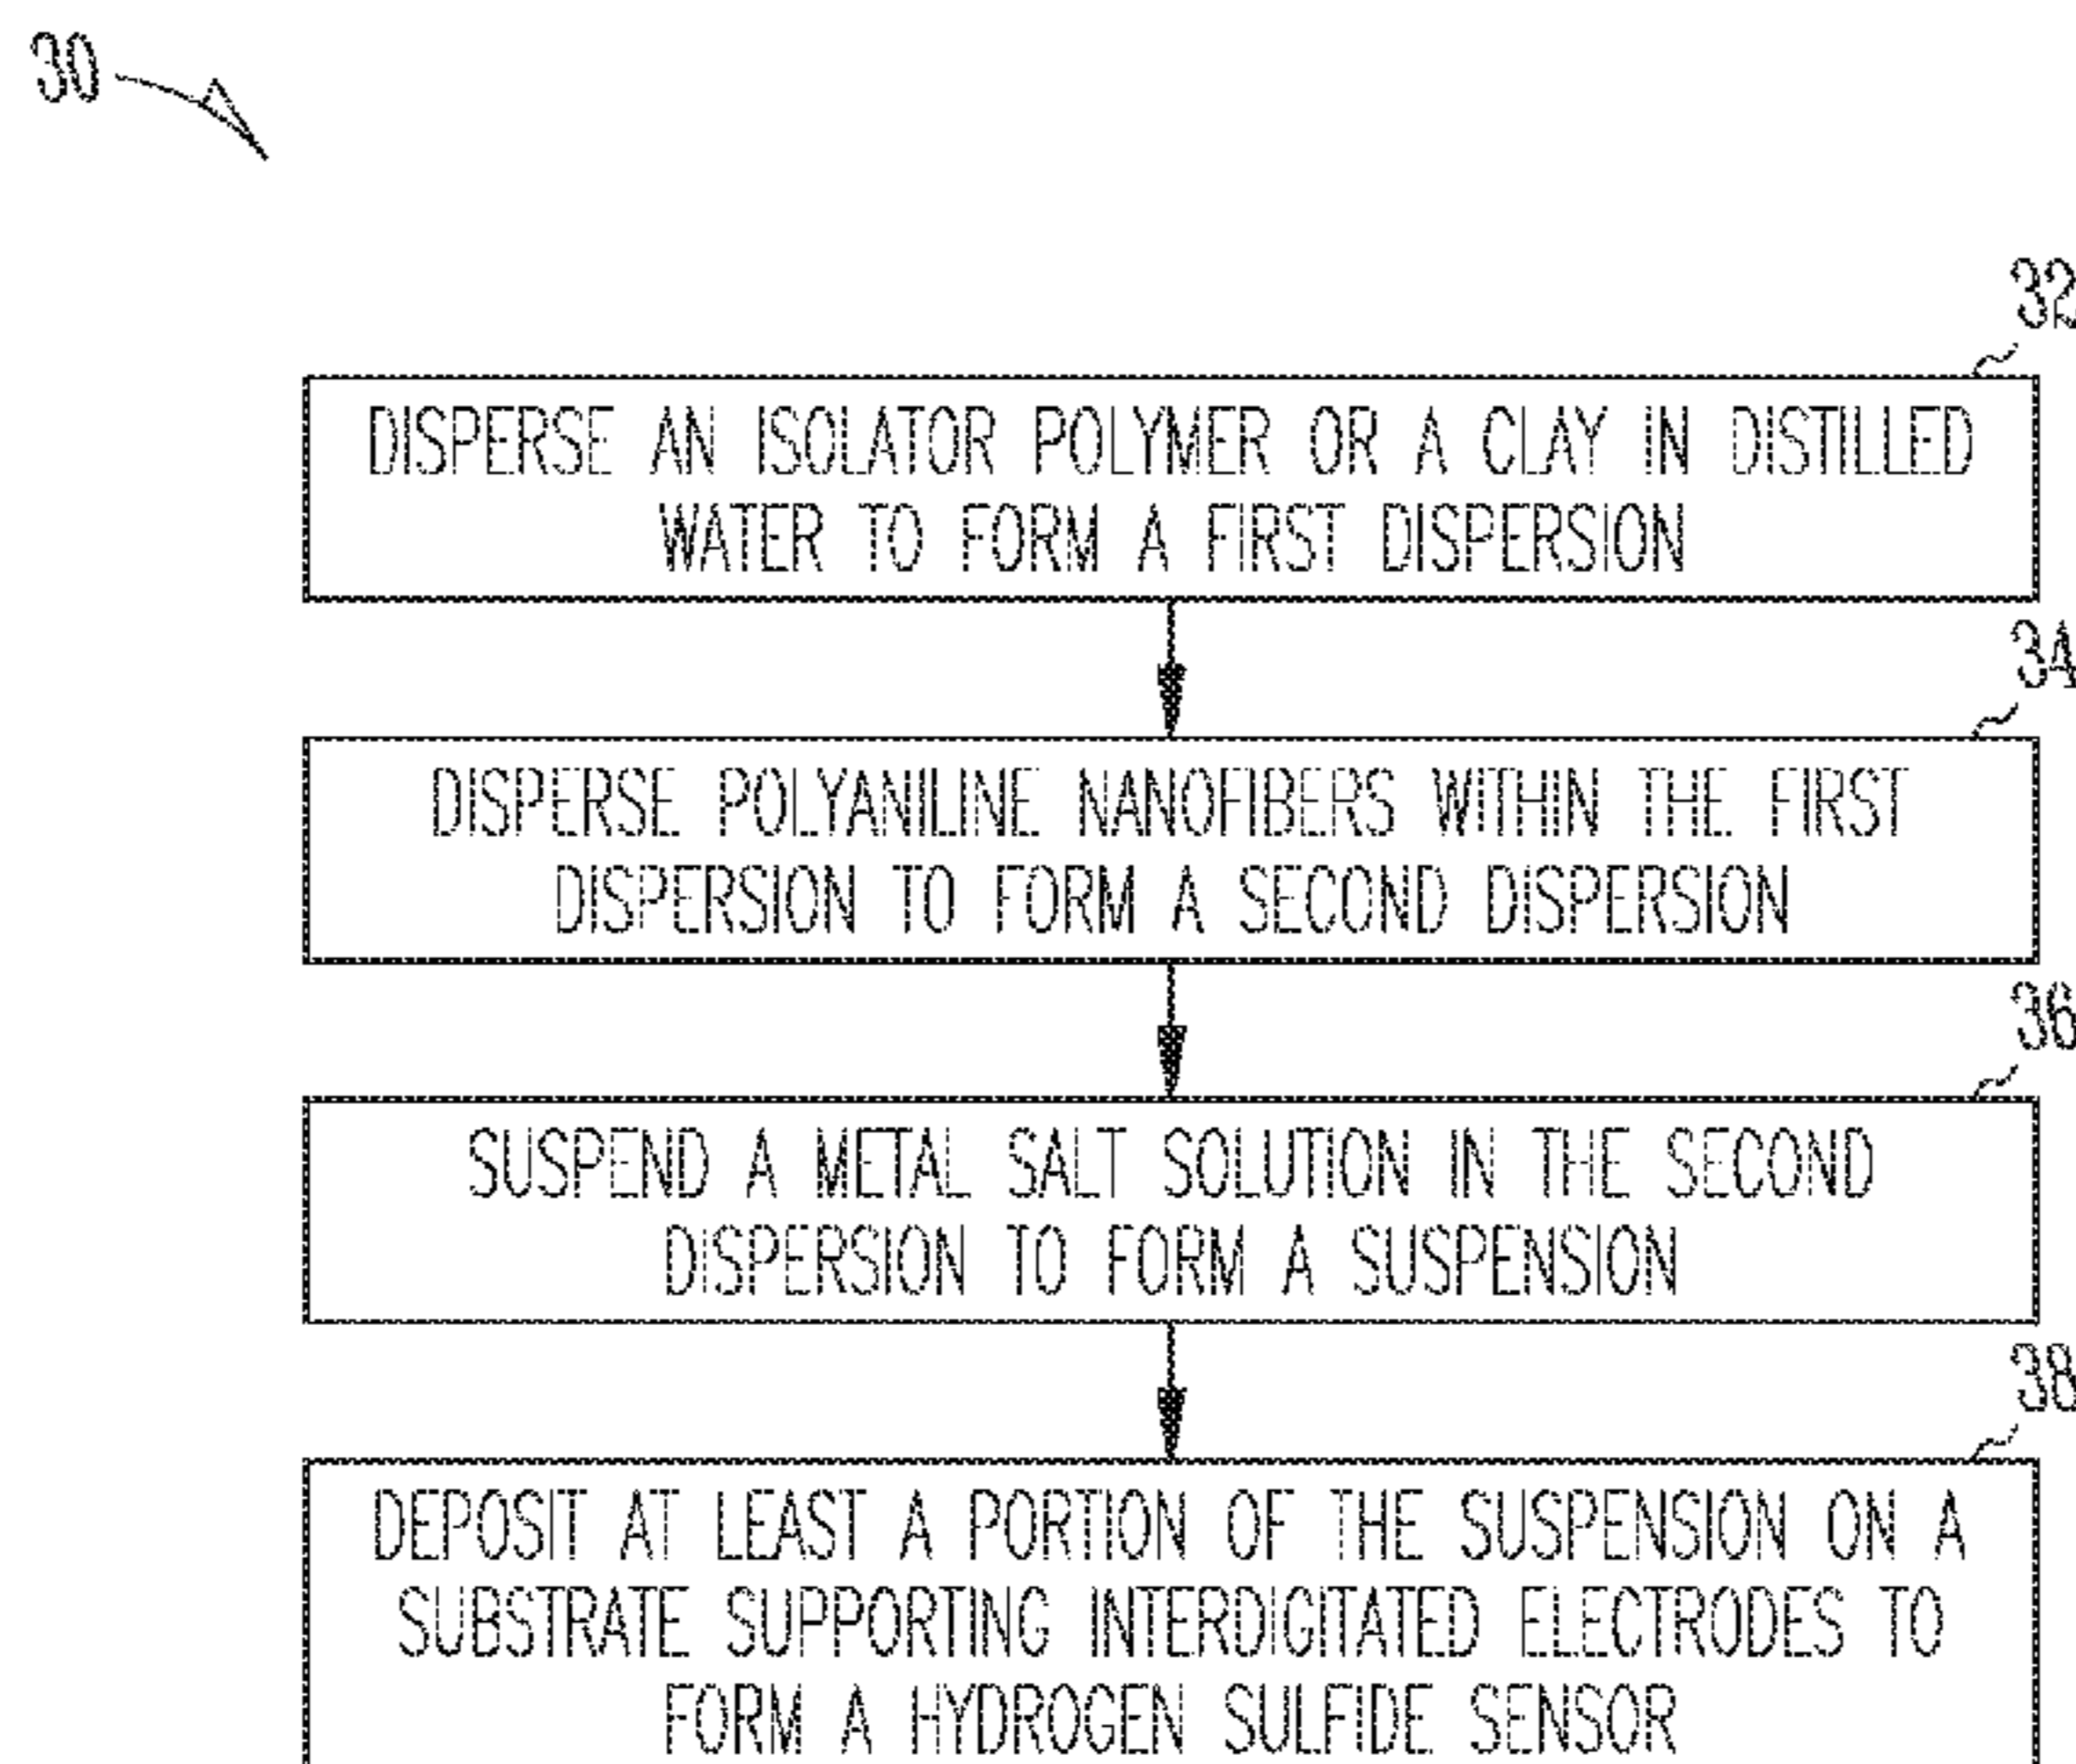 30
32
DISPERSE AN ISOLATOR POLYMER OR A CLAY IN DISTILLED
WATER TO FORM A FIRST DISPERSION
34
DISPERSE POLYANILINE NANOFIBERS WITHIN THE FIRST
DISPERSION TO FORM A SECOND DISPERSION
36
SUSPEND A METAL SALT SOLUTION IN THE SECOND
DISPERSION TO FORM A SUSPENSION
38
DEPOSIT AT LEAST A PORTION OF THE SUSPENSION ON A
SUBSTRATE SUPPORTING INTERDIGITATED ELECTRODES TO
FORM A HYDROGEN SULFIDE SENSOR